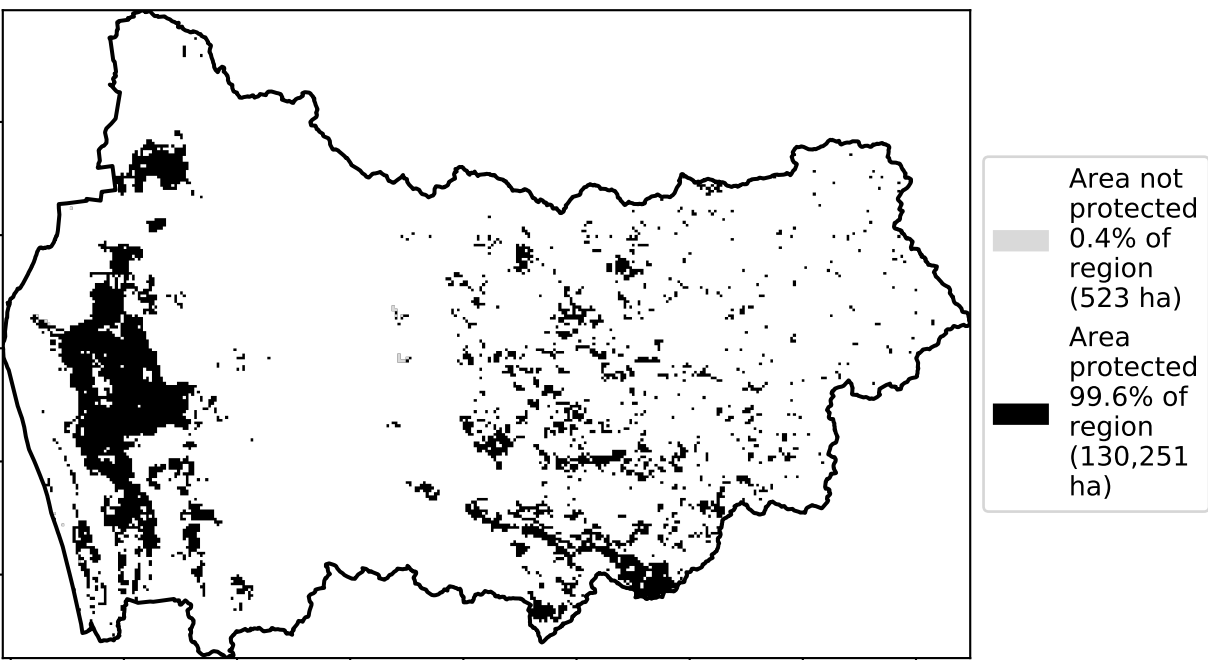 Area not
protected
0.4% of
region
(523 ha)
Area
protected
99.6% of
region
(130,251
ha)